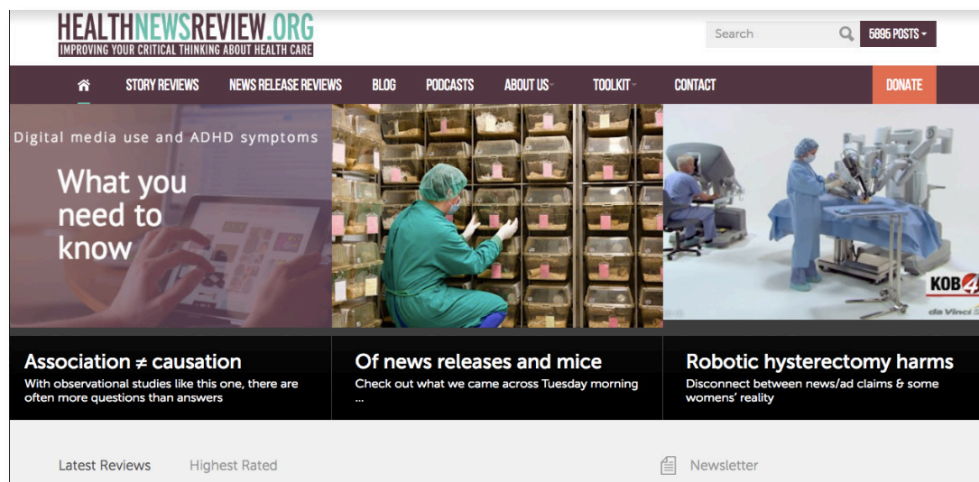 HEALTHNEWSREVIEW.ORG
IMPROVING YOUR CRITICAL THINKING ABOUT HEALTH CARE
Search
5895 POSTS
STORY REVIEWS
NEWS RELEASE REVIEWS
BLOG
PODCASTS
ABOUT US
TOOLKIT
CONTACT
DONATE
Digital media use and ADHD symptoms
What you
need to
know
KOB 4
da Vinci
Association ≠ causation
With observational studies like this one, there are
often more questions than answers
Of news releases and mice
Check out what we came across Tuesday morning
...
Robotic hysterectomy harms
Disconnect between news/ad claims & some
womens' reality
Latest Reviews
Highest Rated
Newsletter